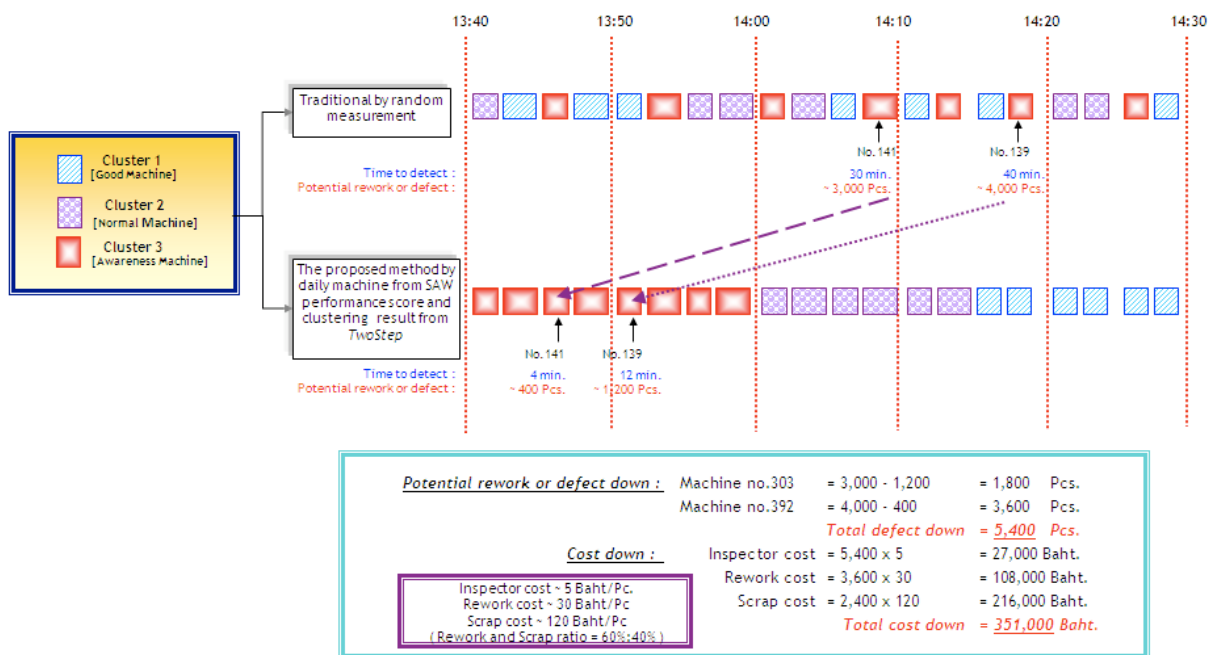 13:40 13:50 14:00 14:10 14:20 14:30
Traditional by random
measurement
No.141 No.139
Time to detect : 30 min. 40 min.
Potential rework or defect : ~ 3,000 Pcs. ~ 4,000 Pcs.
Cluster 1
[Good Machine]
Cluster 2
[Normal Machine]
Cluster 3
[Awareness Machine]
The proposed method by
daily machine from SAW
performance score and
clustering result from
TwoStep
No.141 No.139
Time to detect : 4 min. 12 min.
Potential rework or defect : ~ 400 Pcs. ~ 1,200 Pcs.
Potential rework or defect down : Machine no.303 = 3,000 - 1,200 = 1,800 Pcs.
Machine no.392 = 4,000 - 400 = 3,600 Pcs.
Total defect down = 5,400 Pcs.
Cost down : Inspector cost = 5,400 x 5 = 27,000 Baht.
Rework cost = 3,600 x 30 = 108,000 Baht.
Scrap cost = 2,400 x 120 = 216,000 Baht.
Total cost down = 351,000 Baht.
Inspector cost ~ 5 Baht/Pc.
Rework cost ~ 30 Baht/Pc
Scrap cost ~ 120 Baht/Pc
( Rework and Scrap ratio = 60%:40% )